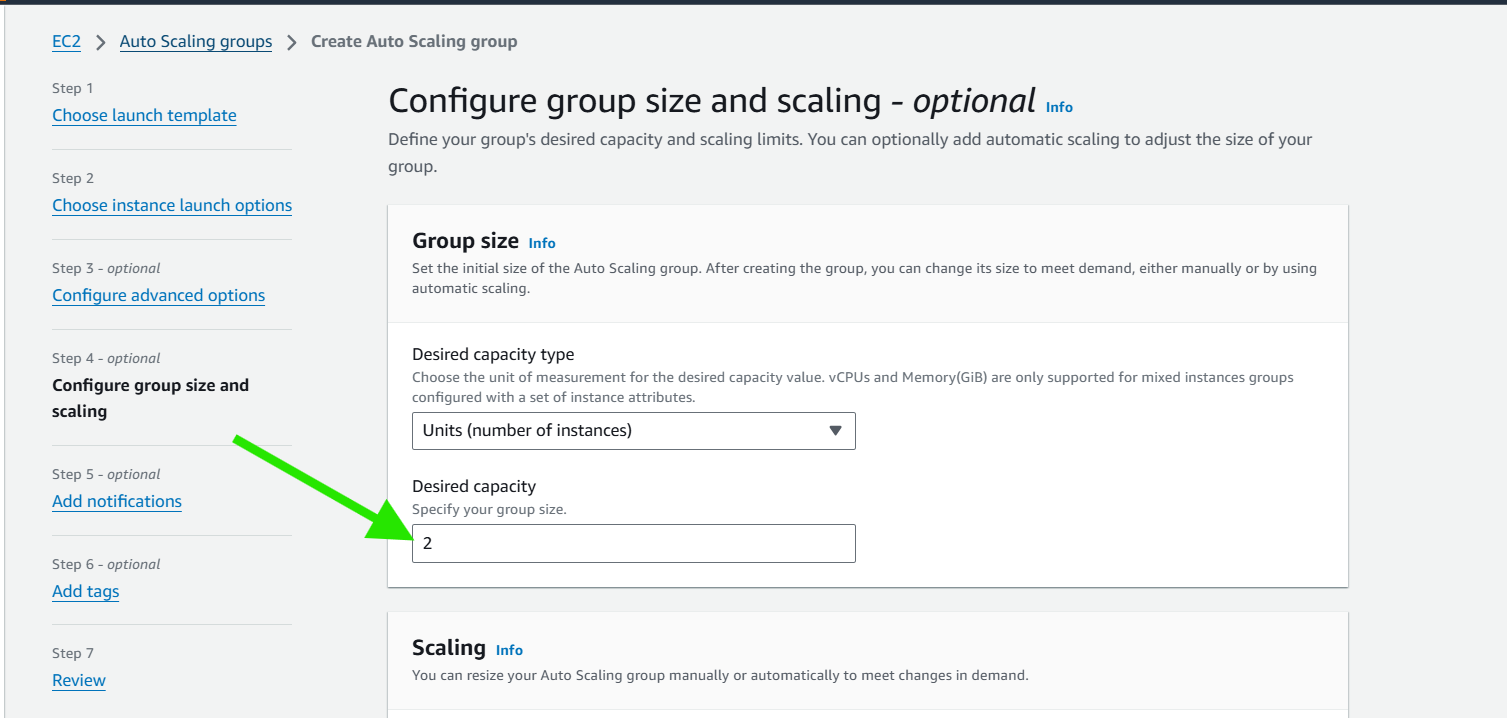 EC2 > Auto Scaling groups > Create Auto Scaling group
Step 1
Choose launch template
Step 2
Choose instance launch options
Step 3 - optional
Configure advanced options
Step 4 - optional
Configure group size and
scaling
Step 5 - optional
Add notifications
Step 6 - optional
Add tags
Step 7
Review
Configure group size and scaling - optional Info
Define your group's desired capacity and scaling limits. You can optionally add automatic scaling to adjust the size of your
group.
Group size Info
Set the initial size of the Auto Scaling group. After creating the group, you can change its size to meet demand, either manually or by using
automatic scaling.
Desired capacity type
Choose the unit of measurement for the desired capacity value. vCPUs and Memory(GiB) are only supported for mixed instances groups
configured with a set of instance attributes.
Units (number of instances)
Desired capacity
Specify your group size.
2
Scaling Info
You can resize your Auto Scaling group manually or automatically to meet changes in demand.